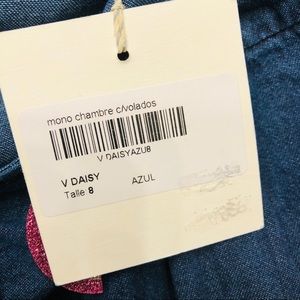 mono chambre c/volados
V DAISYAZU8
V DAISY AZUL
Talle 8